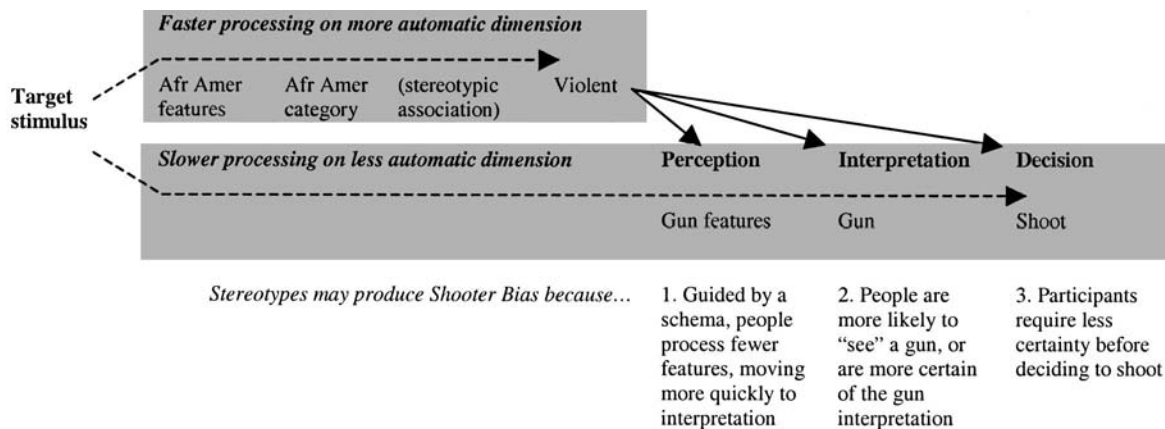 Faster processing on more automatic dimension
Target
stimulus
Afr Amer
features
Afr Amer
category
(stereotypic
association)
Violent
Slower processing on less automatic dimension
Perception
Interpretation
Decision
Gun features
Gun
Shoot
Stereotypes may produce Shooter Bias because…
1. Guided by a
schema, people
process fewer
features, moving
more quickly to
interpretation
2. People are
more likely to
“see” a gun, or
are more certain
of the gun
interpretation
3. Participants
require less
certainty before
deciding to shoot